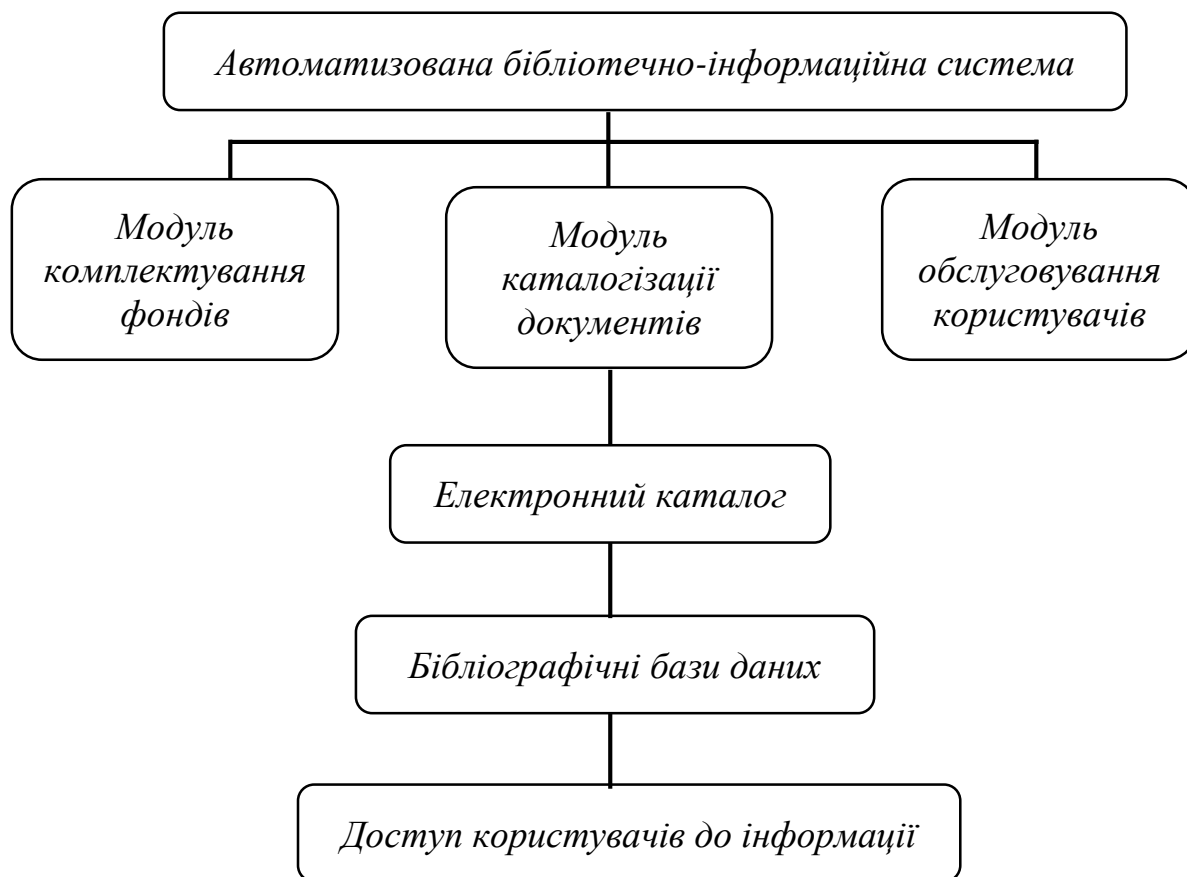 Автоматизована бібліотечно-інформаційна система
Модуль
комплектування
фондів
Модуль
каталогізації
документів
Модуль
обслуговування
користувачів
Електронний каталог
Бібліографічні бази даних
Доступ користувачів до інформації